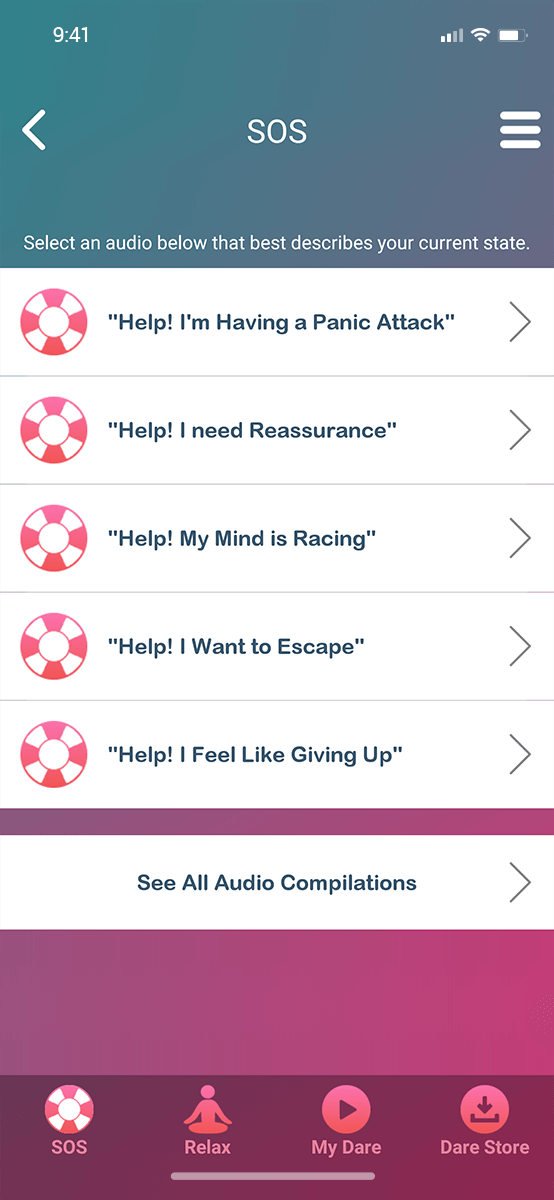 9:41
SOS
Select an audio below that best describes your current state.
"Help! I'm Having a Panic Attack"
"Help! I need Reassurance"
"Help! My Mind is Racing"
"Help! I Want to Escape"
"Help! I Feel Like Giving Up"
See All Audio Compilations
SOS
Relax
My Dare
Dare Store